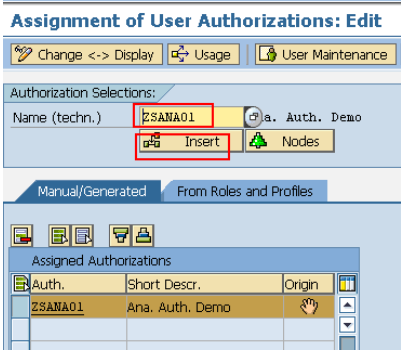 Assignment of User Authorizations: Edit
Change <-> Display Usage User Maintenance
Authorization Selections:
Name (techn.) ZSANA01 a. Auth. Demo
Insert Nodes
Manual/Generated From Roles and Profiles
Assigned Authorizations
Auth. Short Descr. Origin
ZSANA01 Ana. Auth. Demo